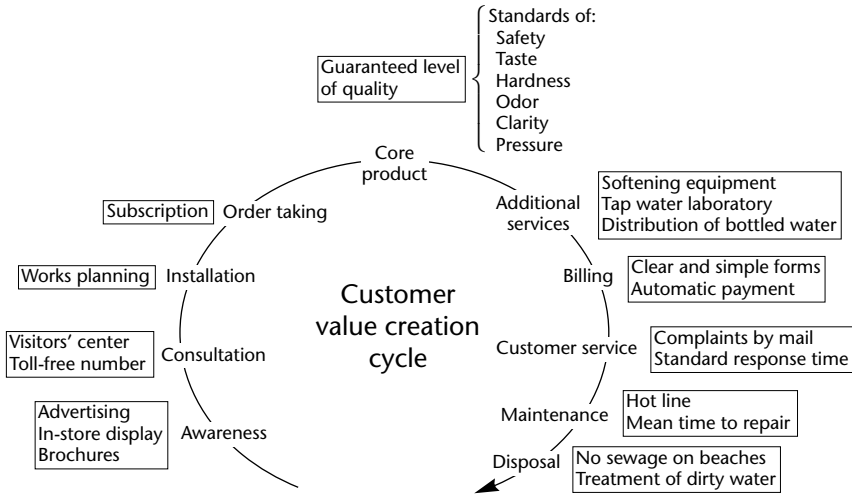 Standards of:
Safety
Taste
Hardness
Odor
Clarity
Pressure
Guaranteed level
of quality
Core
product
Additional
services
Softening equipment
Tap water laboratory
Distribution of bottled water
Subscription
Order taking
Works planning
Installation
Billing
Clear and simple forms
Automatic payment
Customer
value creation
cycle
Visitors’ center
Toll-free number
Consultation
Customer service
Complaints by mail
Standard response time
Advertising
In-store display
Brochures
Awareness
Maintenance
Hot line
Mean time to repair
Disposal
No sewage on beaches
Treatment of dirty water